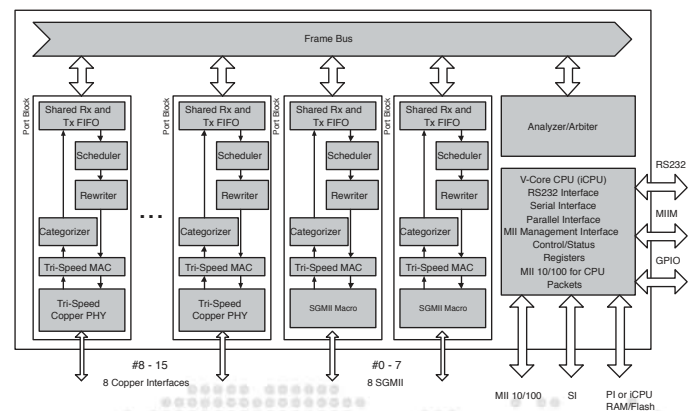 Frame Bus
Port Block
Shared Rx and
Tx FIFO
Scheduler
Rewriter
Categorizer
Tri-Speed MAC
Tri-Speed
Copper PHY
...
Port Block
Shared Rx and
Tx FIFO
Scheduler
Rewriter
Categorizer
Tri-Speed MAC
Tri-Speed
Copper PHY
Port Block
Shared Rx and
Tx FIFO
Scheduler
Rewriter
Categorizer
Tri-Speed MAC
SGMII Macro
Port Block
Shared Rx and
Tx FIFO
Scheduler
Rewriter
Categorizer
Tri-Speed MAC
SGMII Macro
Analyzer/Arbiter
V-Core CPU (iCPU)
RS232 Interface
Serial Interface
Parallel Interface
MII Management Interface
Control/Status
Registers
MII 10/100 for CPU
Packets
RS232
MIIM
GPIO
#8 - 15
8 Copper Interfaces
#0 - 7
8 SGMII
MII 10/100
SI
PI or iCPU
RAM/Flash